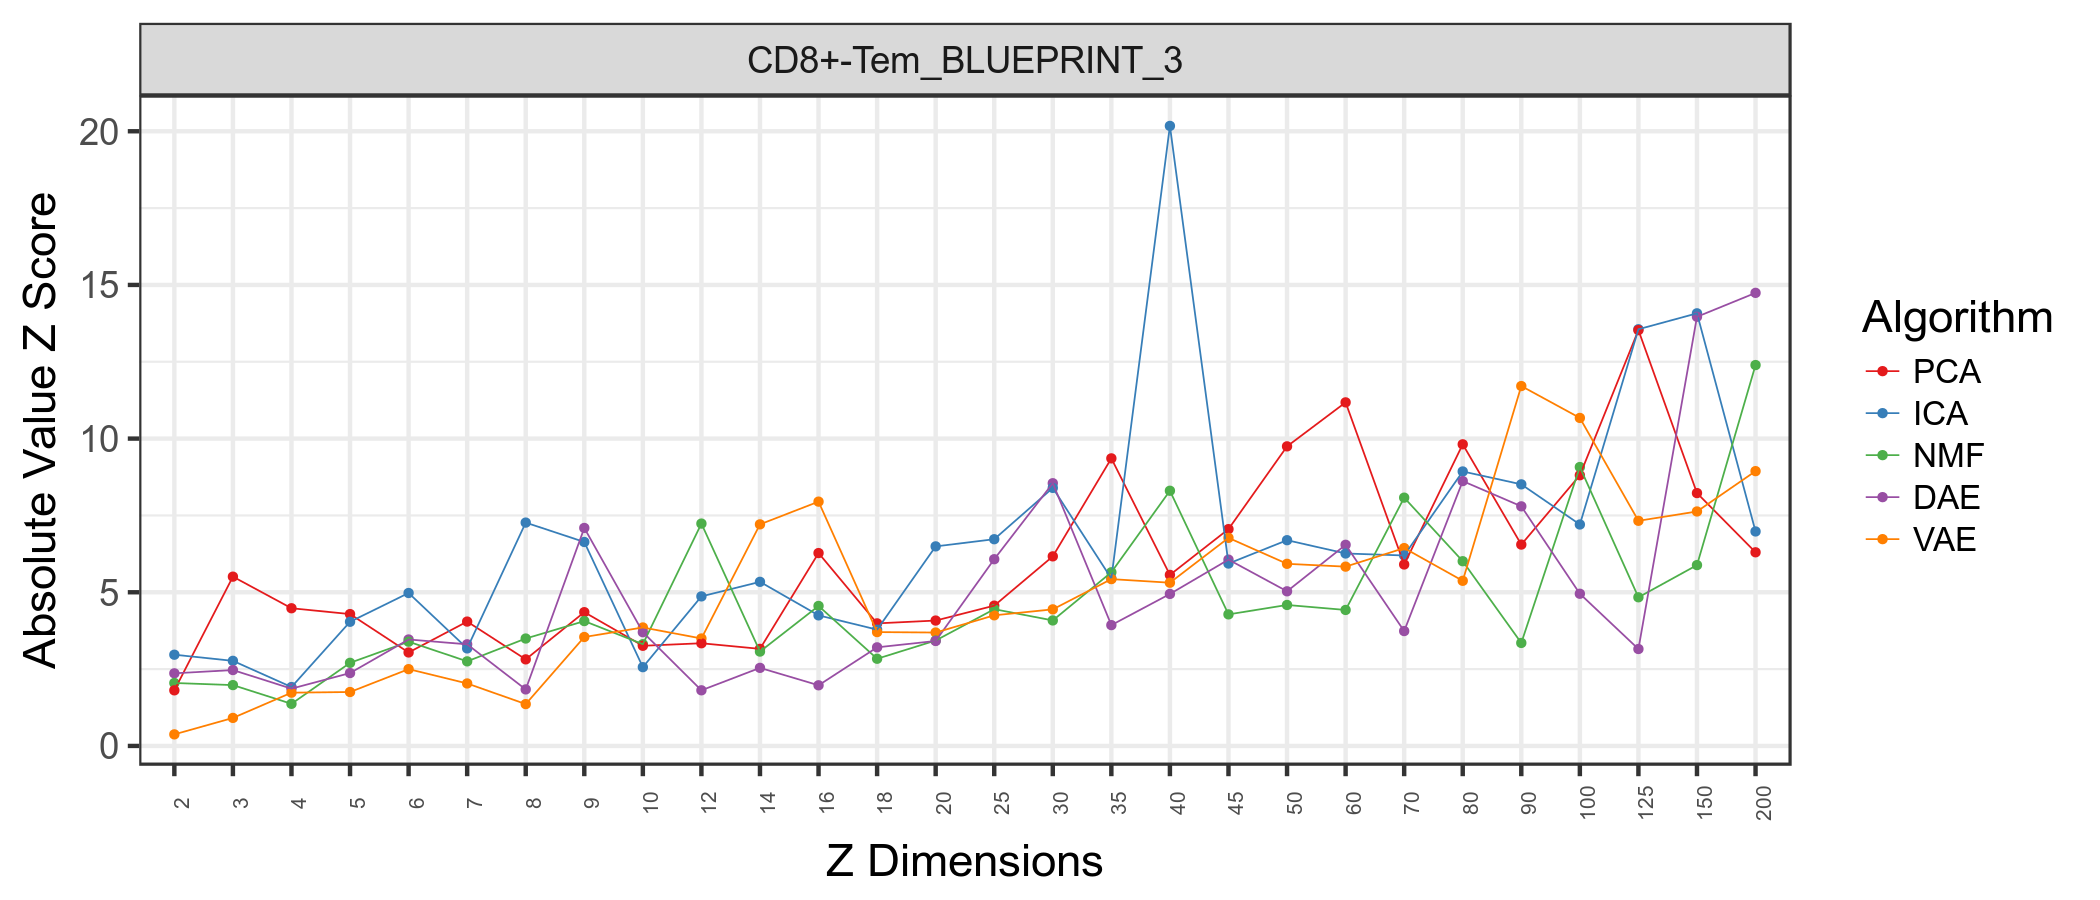 CD8+-Tem_BLUEPRINT_3
Absolute Value Z Score
20
15
10
5
0
2 3 4 5 6 7 8 9 10 12 14 16 18 20 25 30 35 40 45 50 60 70 80 90 100 125 150 200
Z Dimensions
Algorithm
PCA
ICA
NMF
DAE
VAE